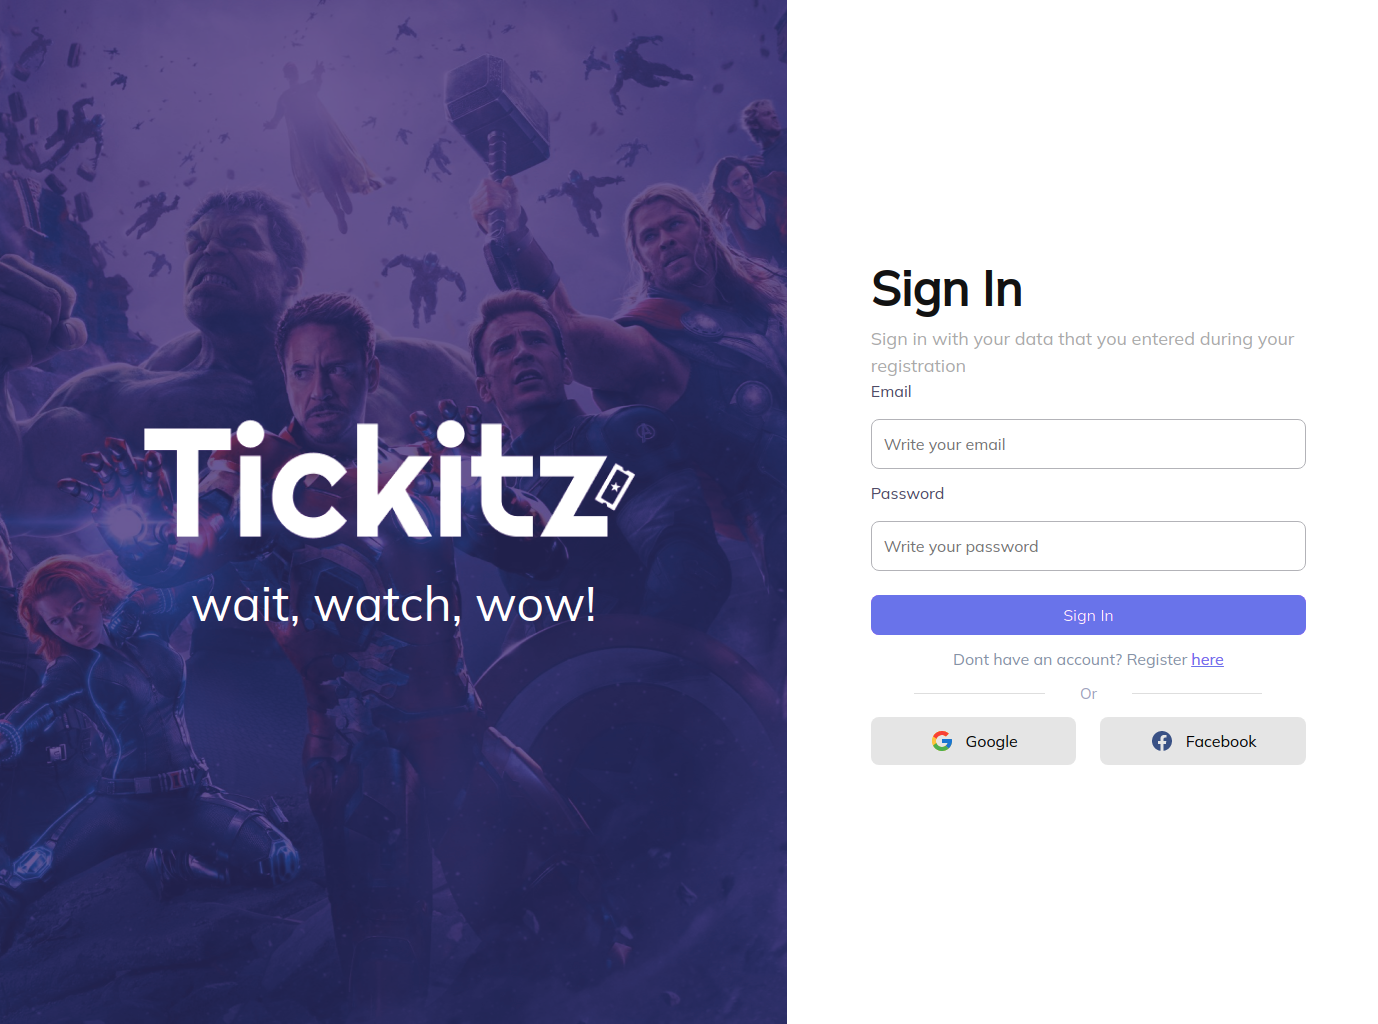 Tickitz
wait, watch, wow!
Sign In
Sign in with your data that you entered during your
registration
Email
Write your email
Password
Write your password
Sign In
Dont have an account? Register here
Or
Google
Facebook